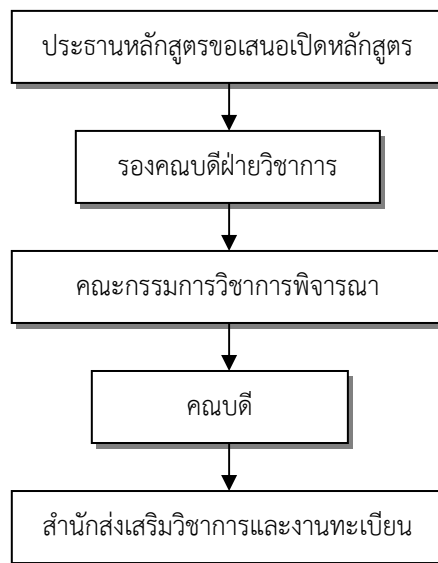 ประธานหลักสูตรขอเสนอเปิดหลักสูตร
รองคณบดีฝ่ายวิชาการ
คณะกรรมการวิชาการพิจารณา
คณบดี
สำนักส่งเสริมวิชาการและงานทะเบียน